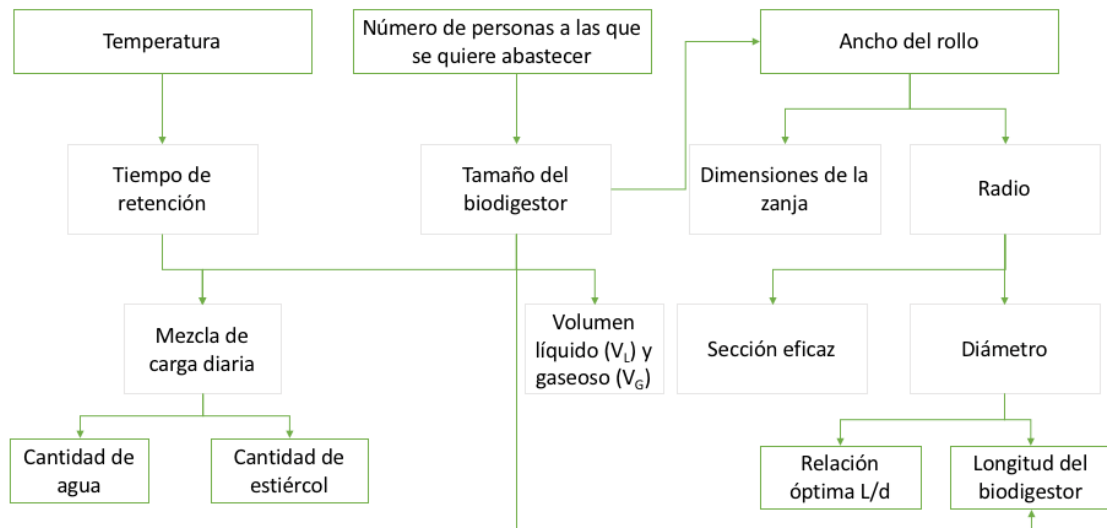 Temperatura
Número de personas a las que
se quiere abastecer
Ancho del rollo
Tiempo de
retención
Tamaño del
biodigestor
Dimensiones de la
zanja
Radio
Mezcla de
carga diaria
Volumen
líquido (V_L) y
gaseoso (V_G)
Sección eficaz
Diámetro
Cantidad de
agua
Cantidad de
estiércol
Relación
óptima L/d
Longitud del
biodigestor